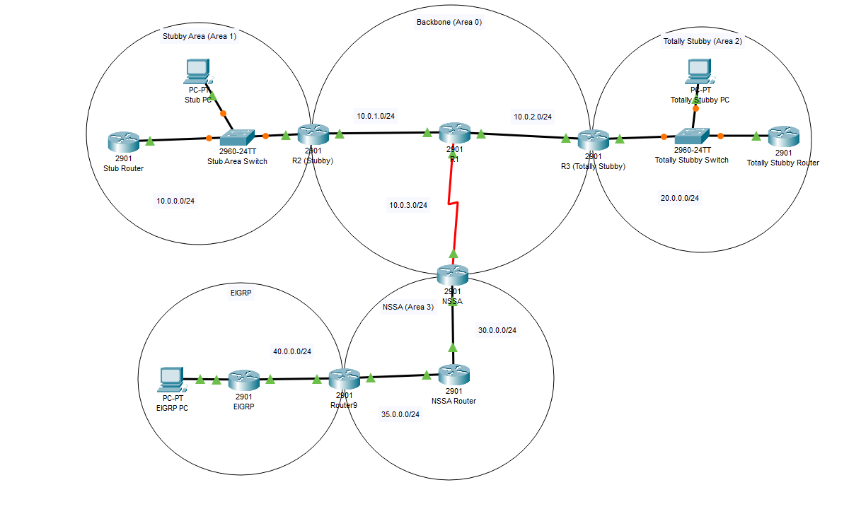 Stubby Area (Area 1)
Backbone (Area 0)
Totally Stubby (Area 2)
PC-PT
Stub PC
PC-PT
Totally Stubby PC
10.0.1.0/24
10.0.2.0/24
2901
Stub Router
2960-24TT
Stub Area Switch
2901
R2 (Stubby)
2901
R1
2901
R3 (Totally Stubby)
2960-24TT
Totally Stubby Switch
2901
Totally Stubby Router
10.0.0.0/24
10.0.3.0/24
20.0.0.0/24
2901
NSSA
EIGRP
NSSA (Area 3)
30.0.0.0/24
40.0.0.0/24
PC-PT
EIGRP PC
2901
EIGRP
2901
Router9
2901
NSSA Router
35.0.0.0/24